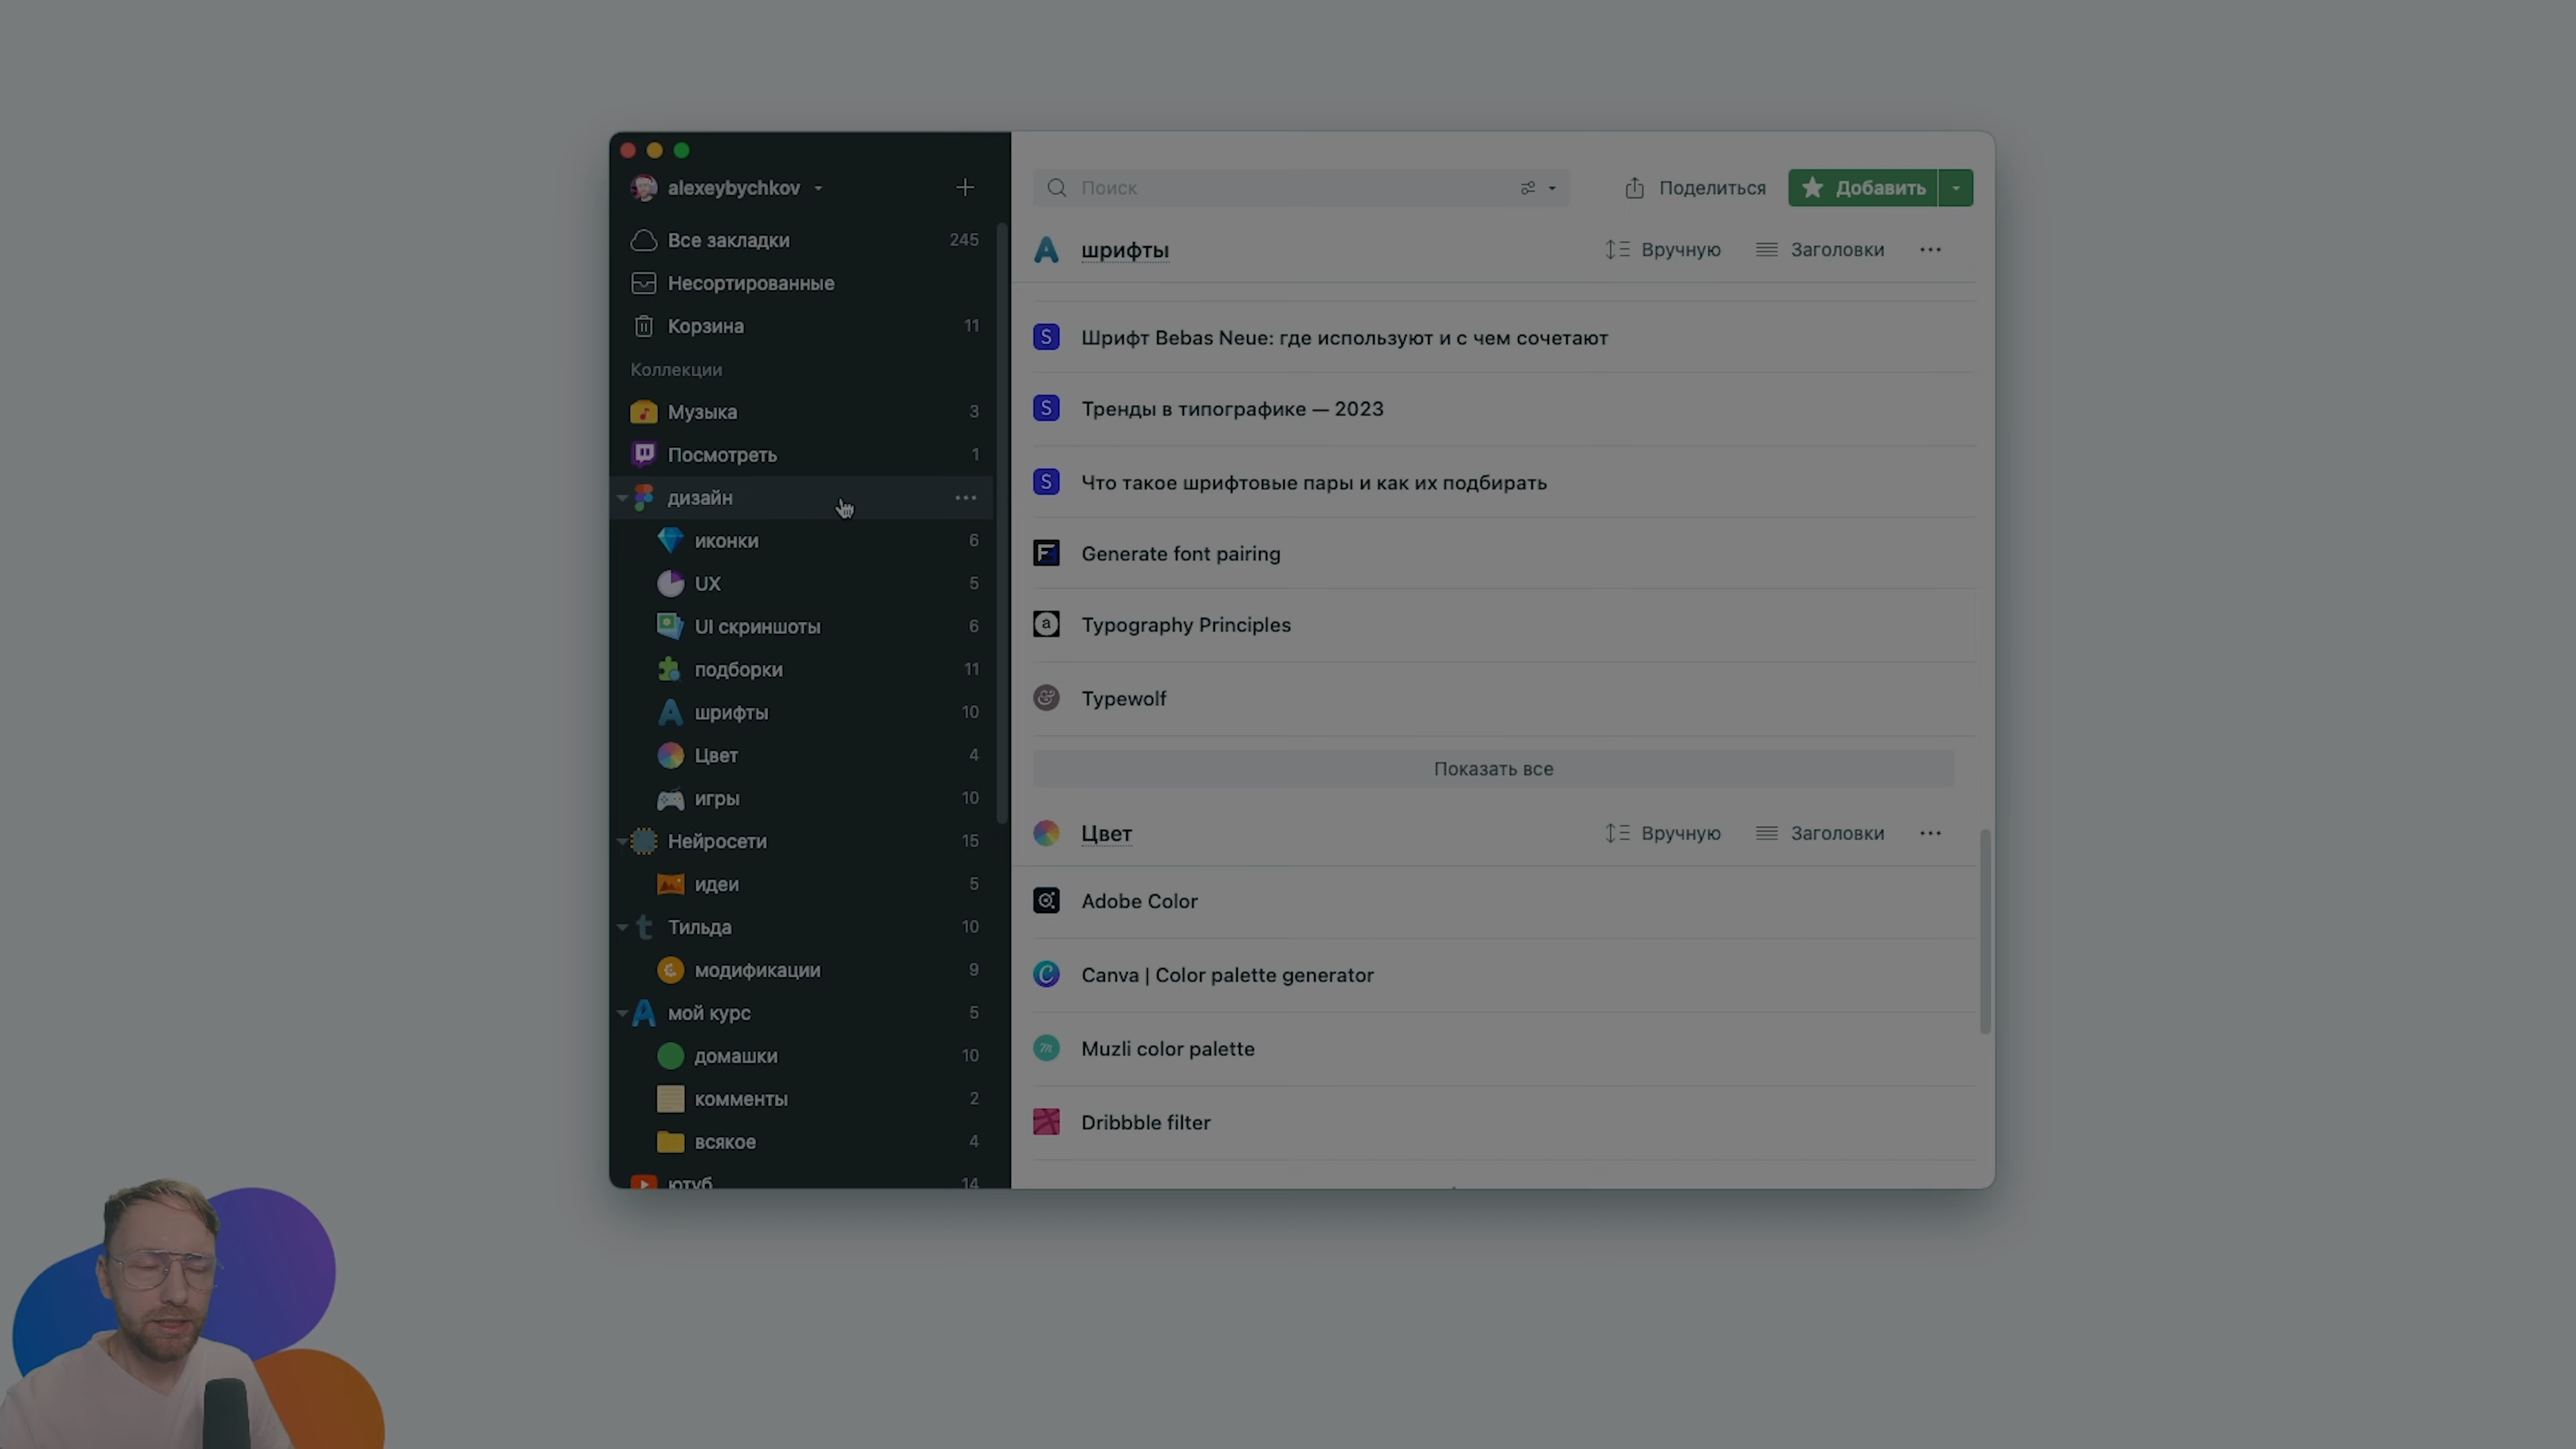 alexeybychkov
Все закладки 245
Несортированные
Корзина 11
Коллекции
Музыка 3
Посмотреть 1
дизайн
иконки 6
UX 5
UI скриншоты 6
подборки 11
шрифты 10
Цвет 4
игры 10
Нейросети 15
идеи 5
Тильда 10
модификации 9
мой курс 5
домашки 10
комменты 2
всякое 4
ютуб 14
Поиск
Поделиться
Добавить
шрифты
Вручную
Заголовки
Шрифт Bebas Neue: где используют и с чем сочетают
Тренды в типографике — 2023
Что такое шрифтовые пары и как их подбирать
Generate font pairing
Typography Principles
Typewolf
Показать все
Цвет
Вручную
Заголовки
Adobe Color
Canva | Color palette generator
Muzli color palette
Dribbble filter